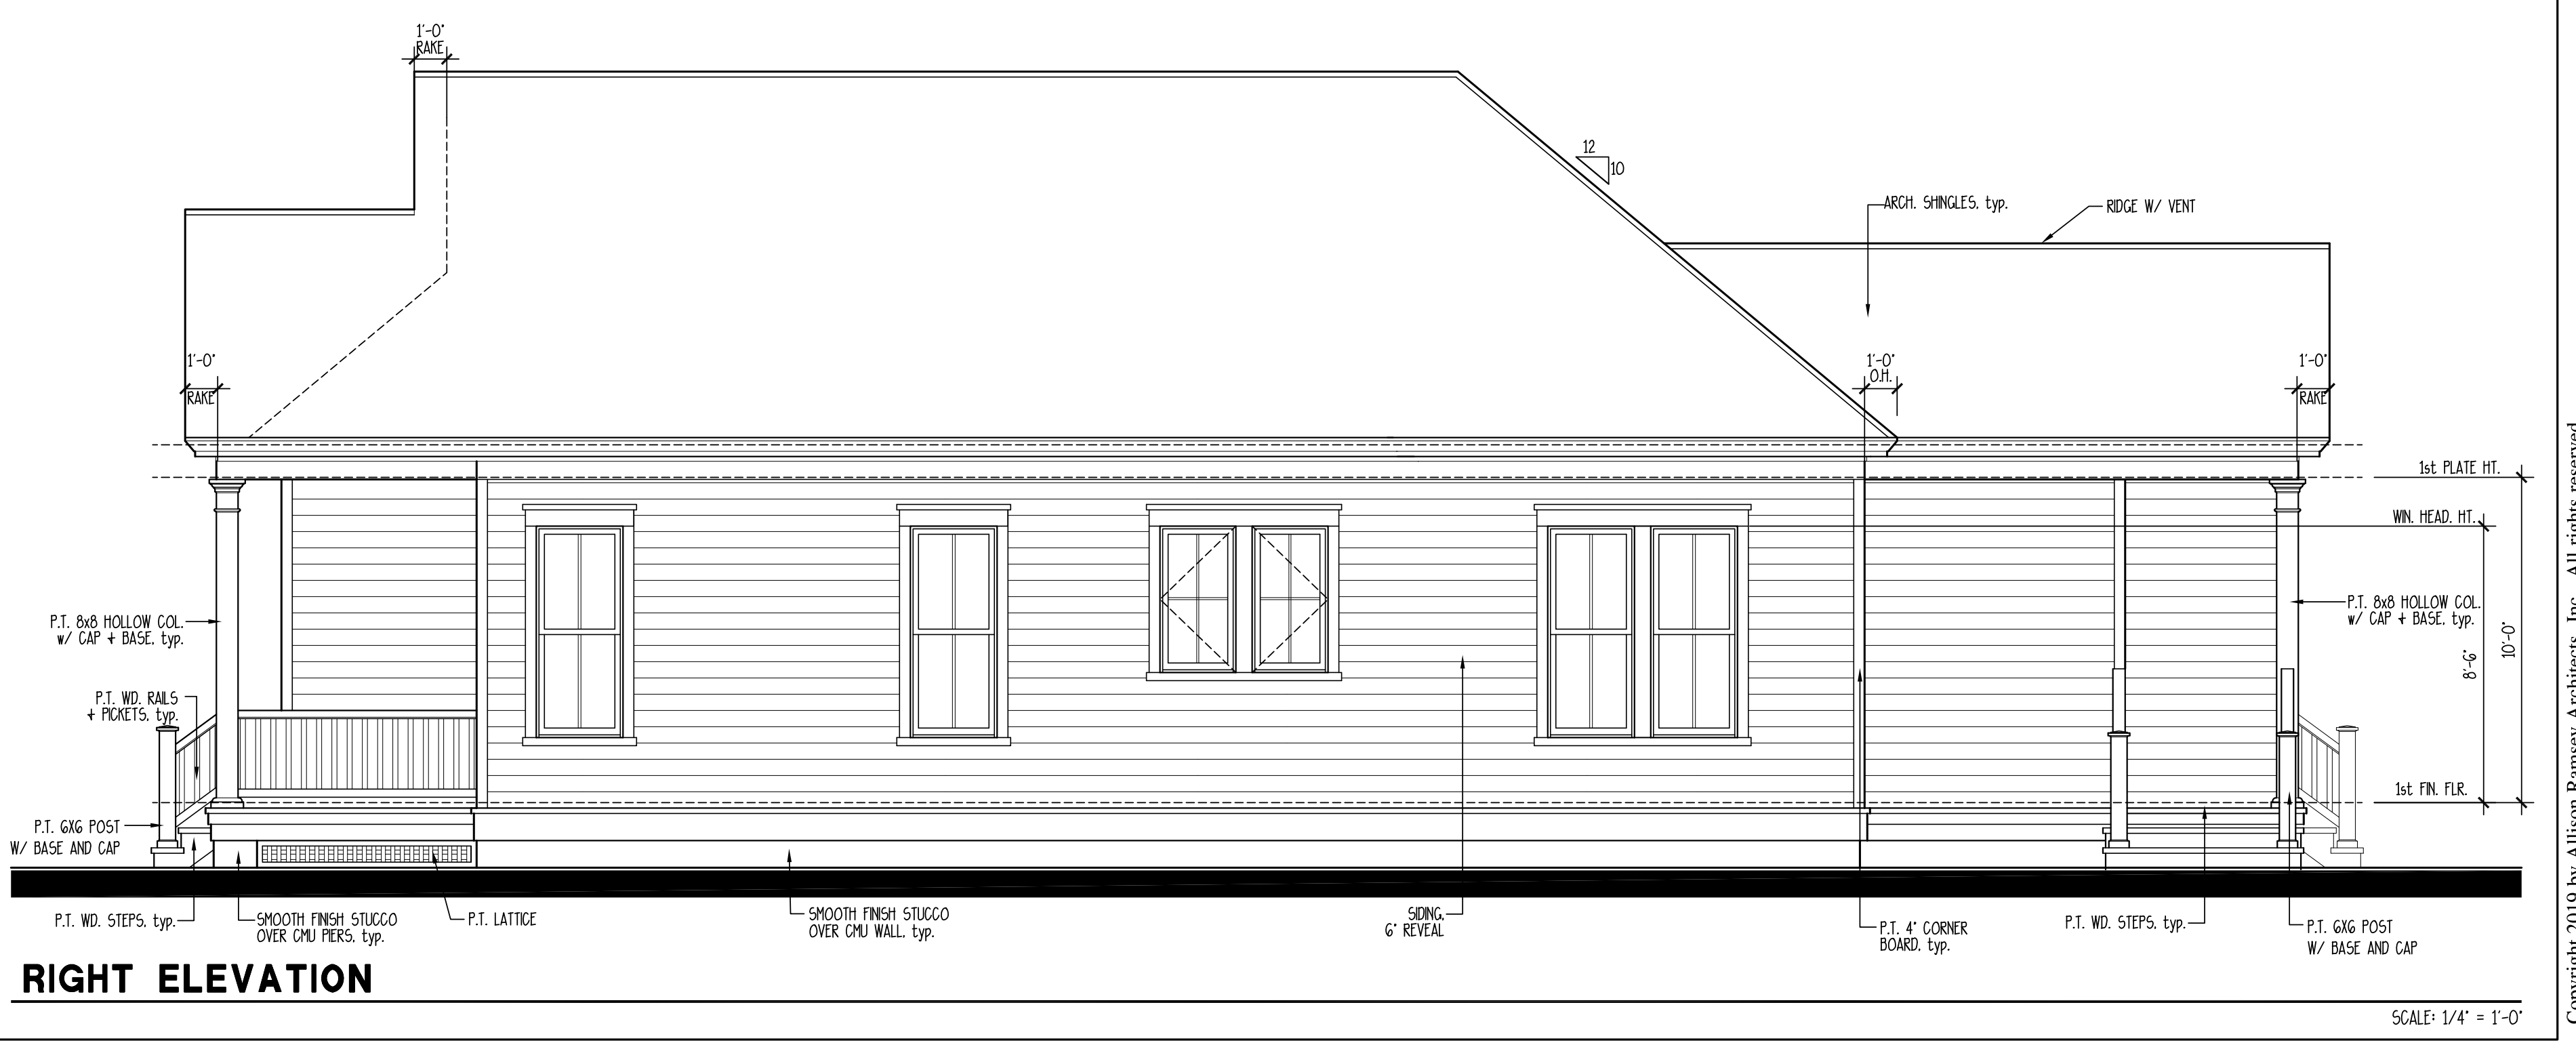 1'-0"
RAKE
12
10
ARCH. SHINGLES, typ.
RIDGE W/ VENT
1'-0"
RAKE
1'-0"
O.H.
1'-0"
RAKE
1st PLATE HT.
WIN. HEAD. HT.
P.T. 8x8 HOLLOW COL.
w/ CAP + BASE, typ.
P.T. 8x8 HOLLOW COL.
w/ CAP + BASE, typ.
8'-6"
10'-0"
P.T. WD. RAILS
+ PICKETS, typ.
1st FIN. FLR.
P.T. 6X6 POST
W/ BASE AND CAP
P.T. WD. STEPS, typ.
SMOOTH FINISH STUCCO
OVER CMU PIERS, typ.
P.T. LATTICE
SMOOTH FINISH STUCCO
OVER CMU WALL, typ.
SIDING,
6" REVEAL
P.T. 4" CORNER
BOARD, typ.
P.T. WD. STEPS, typ.
P.T. 6X6 POST
W/ BASE AND CAP
RIGHT ELEVATION
SCALE: 1/4" = 1'-0"
Copyright 2019 by Allison Ramsey Architects, Inc. All rights reserved